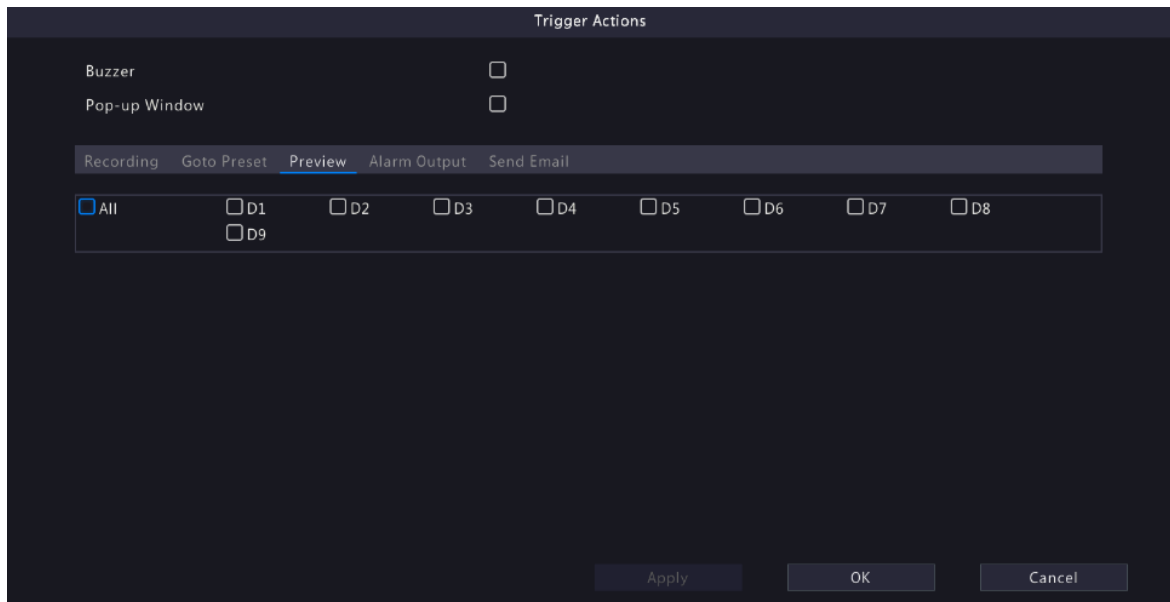 Trigger Actions
Buzzer
Pop-up Window
Recording Goto Preset Preview Alarm Output Send Email
All D1 D2 D3 D4 D5 D6 D7 D8
D9
Apply OK Cancel